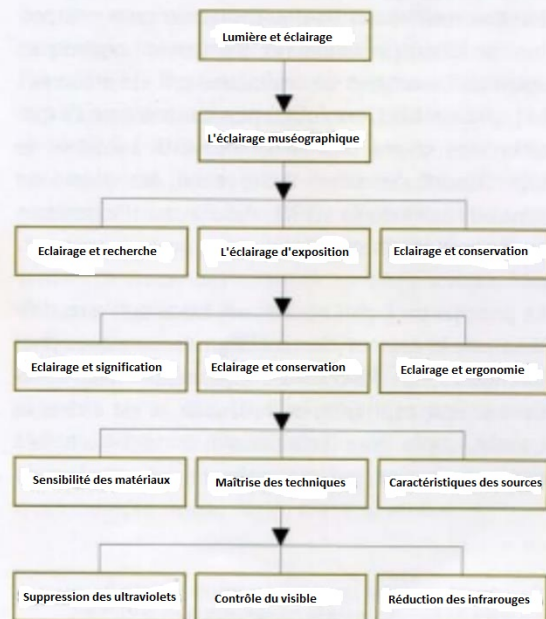 Lumière et éclairage
L'éclairage muséographique
Eclairage et recherche
L'éclairage d'exposition
Eclairage et conservation
Eclairage et signification
Eclairage et conservation
Eclairage et ergonomie
Sensibilité des matériaux
Maîtrise des techniques
Caractéristiques des sources
Suppression des ultraviolets
Contrôle du visible
Réduction des infrarouges